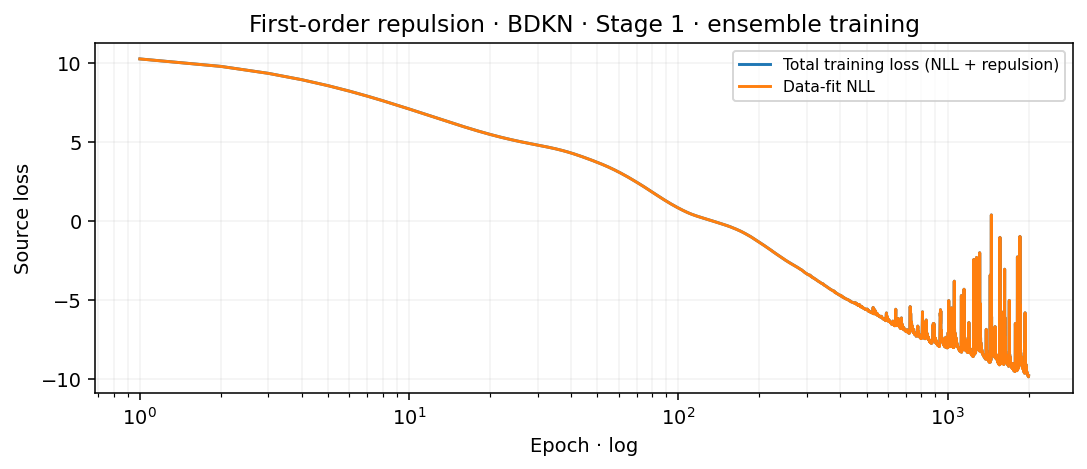 First-order repulsion · BDKN · Stage 1 · ensemble training
Total training loss (NLL + repulsion)
Data-fit NLL
Source loss
10
5
0
−5
−10
10⁰
10¹
10²
10³
Epoch · log